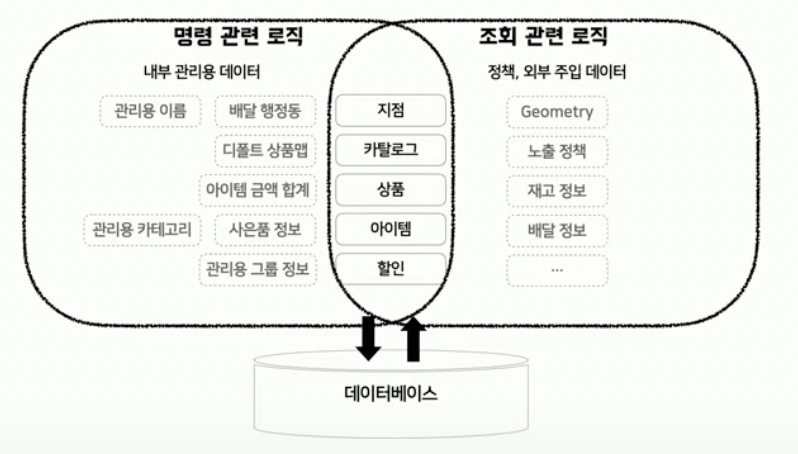 명령 관련 로직
조회 관련 로직
내부 관리용 데이터
정책, 외부 주입 데이터
관리용 이름
배달 행정동
지점
Geometry
디폴트 상품맵
카탈로그
노출 정책
아이템 금액 합계
상품
재고 정보
관리용 카테고리
사은품 정보
아이템
배달 정보
관리용 그룹 정보
할인
...
데이터베이스